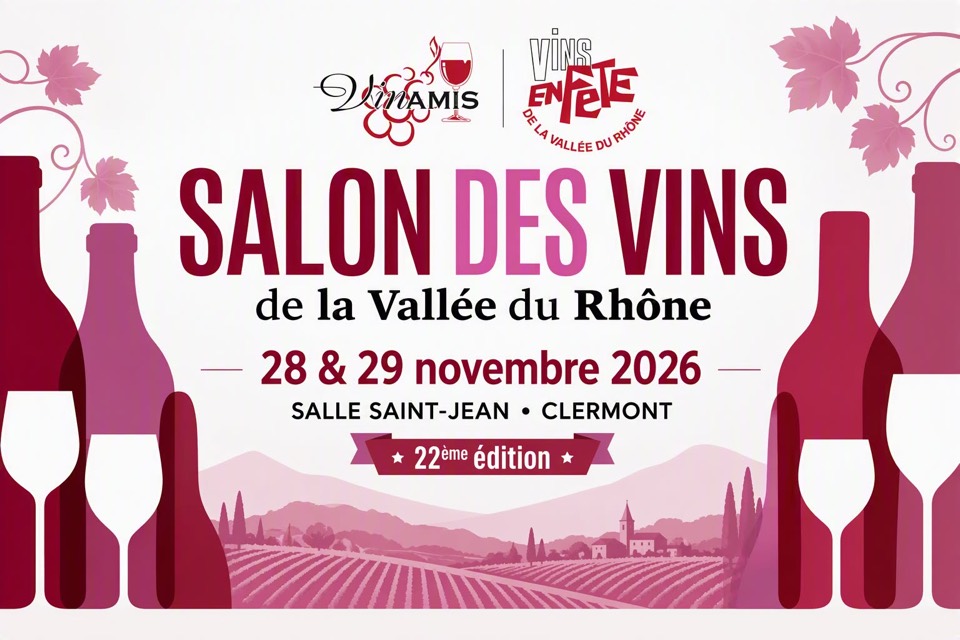 VinAMIS
VINS
EN FÊTE
DE LA VALLÉE DU RHÔNE
SALON DES VINS
de la Vallée du Rhône
28 & 29 novembre 2026
SALLE SAINT-JEAN • CLERMONT
22ème édition